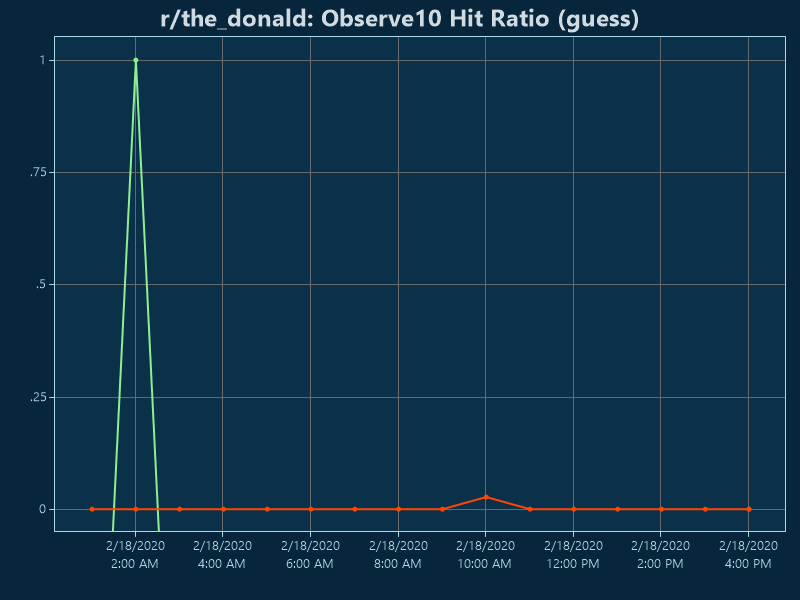 r/the_donald: Observe10 Hit Ratio (guess)
1
.75
.5
.25
0
2/18/2020 2/18/2020 2/18/2020 2/18/2020 2/18/2020 2/18/2020 2/18/2020 2/18/2020
2:00 AM 4:00 AM 6:00 AM 8:00 AM 10:00 AM 12:00 PM 2:00 PM 4:00 PM